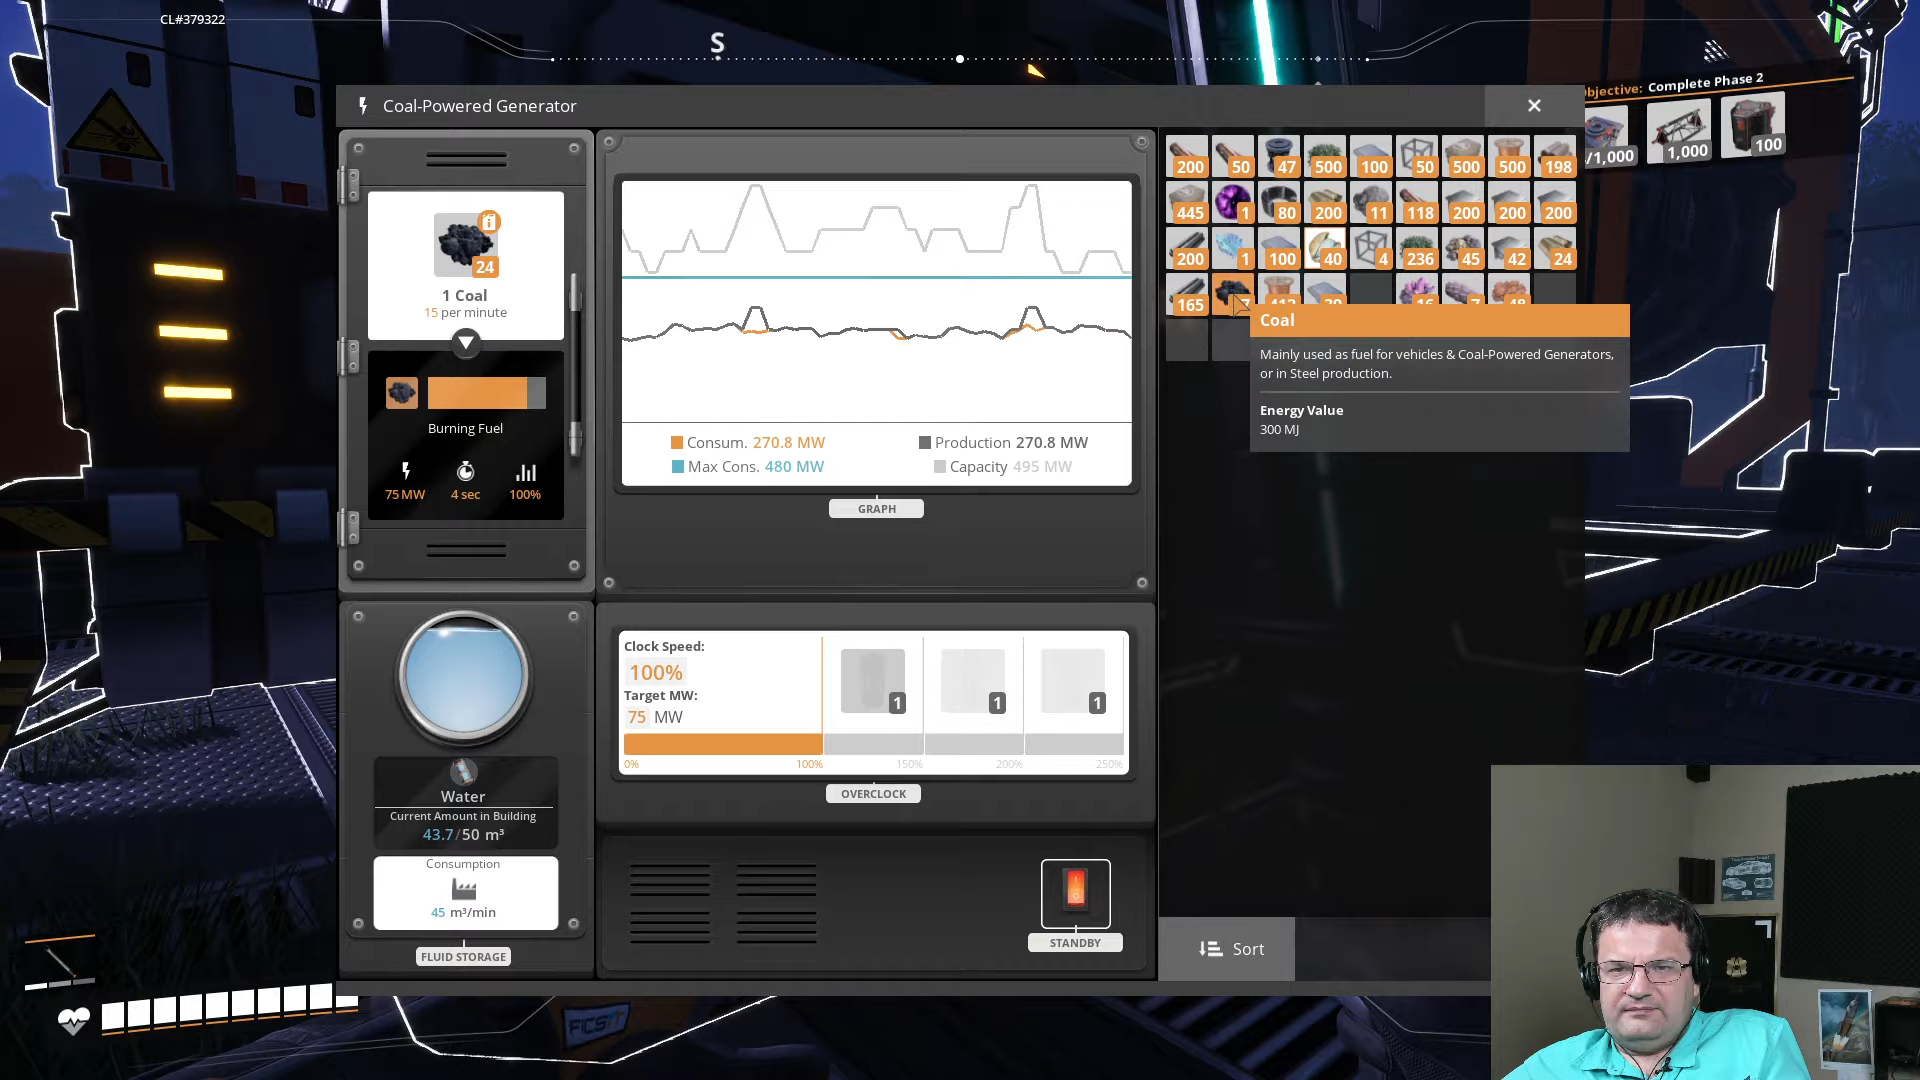 CL#379322
S
Coal-Powered Generator
Objective: Complete Phase 2
/1,000
1,000
100
24
1 Coal
15 per minute
Burning Fuel
75 MW
4 sec
100%
Consum. 270.8 MW
Production 270.8 MW
Max Cons. 480 MW
Capacity 495 MW
GRAPH
200 50 47 500 100 50 500 500 198
445 1 80 200 11 118 200 200 200
200 1 100 40 4 236 45 42 24
165
Coal
Mainly used as fuel for vehicles & Coal-Powered Generators,
or in Steel production.
Energy Value
300 MJ
Clock Speed:
100%
Target MW:
75 MW
1 1 1
0% 100% 150% 200% 250%
OVERCLOCK
Water
Current Amount in Building
43.7/50 m³
Consumption
45 m³/min
FLUID STORAGE
STANDBY
Sort
FICSIT